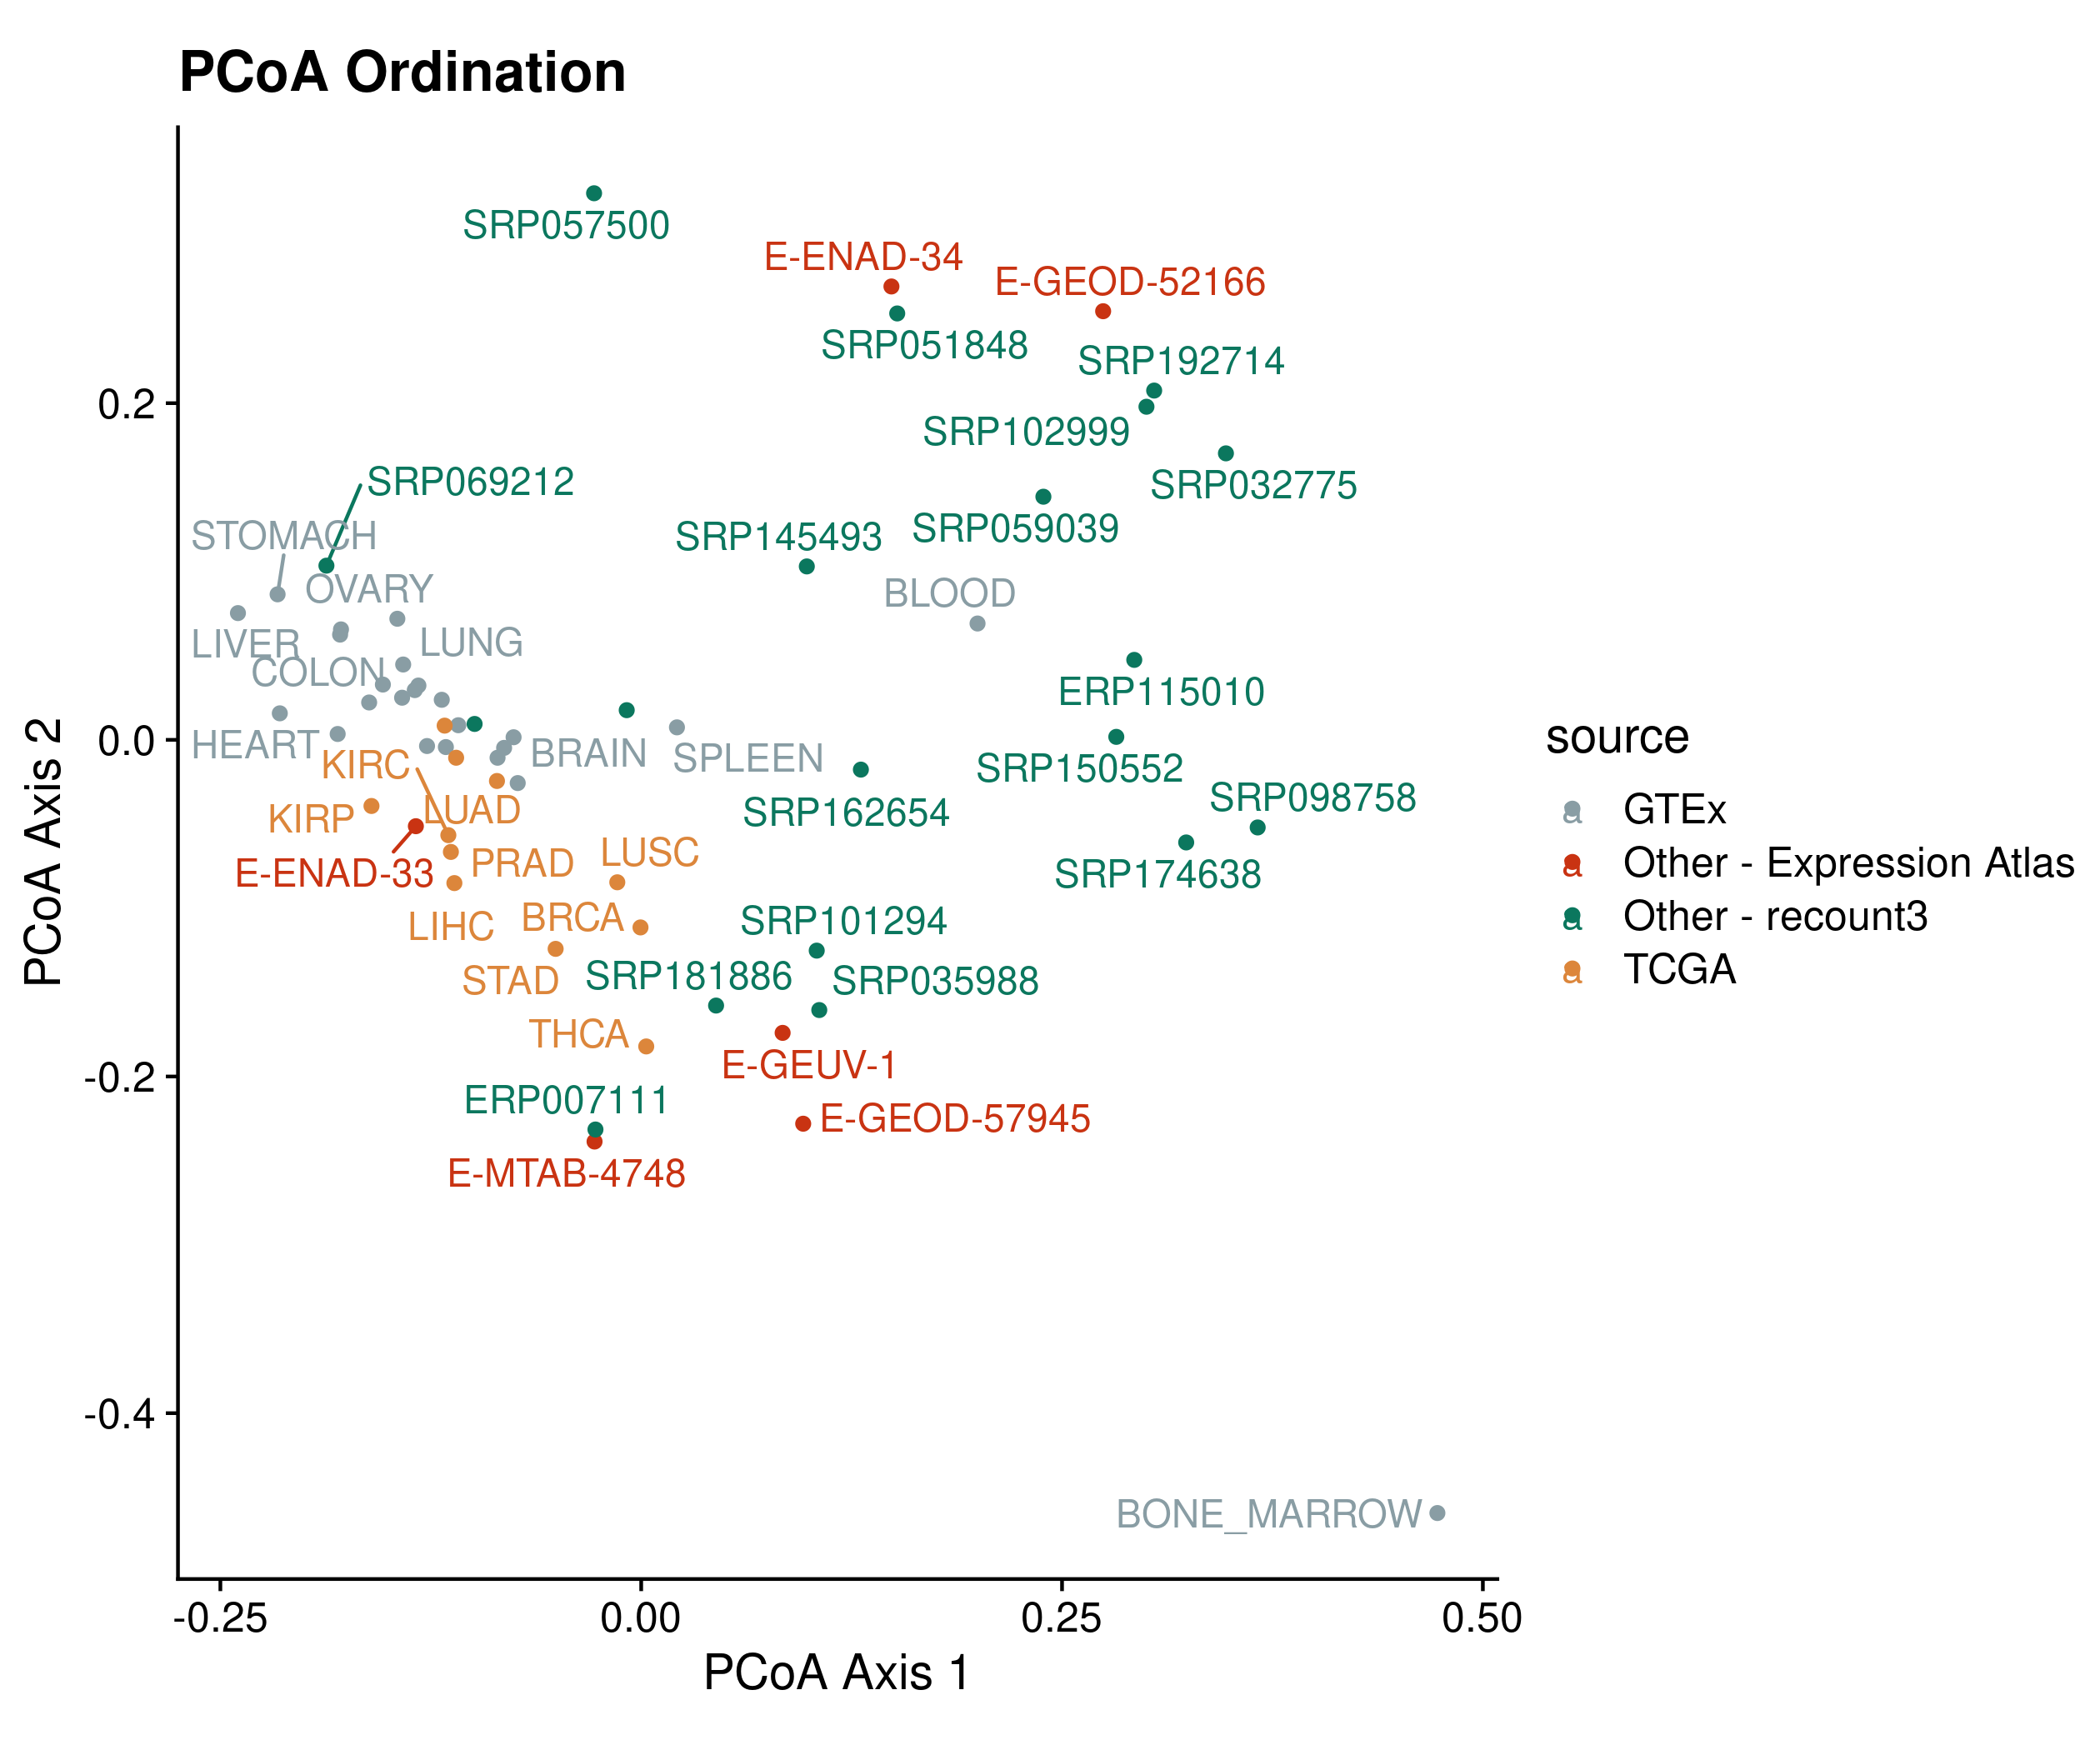 PCoA Ordination
SRP057500
E-ENAD-34
E-GEOD-52166
SRP051848
SRP192714
0.2
SRP102999
SRP069212
SRP032775
STOMACH
SRP145493
SRP059039
OVARY
BLOOD
LIVER
LUNG
COLON
ERP115010
0.0
HEART
KIRC
BRAIN
SPLEEN
SRP150552
SRP098758
KIRP
LUAD
SRP162654
E-ENAD-33
PRAD
LUSC
SRP174638
LIHC
BRCA
SRP101294
STAD
SRP181886
SRP035988
THCA
E-GEUV-1
-0.2
ERP007111
E-GEOD-57945
E-MTAB-4748
-0.4
BONE_MARROW
-0.25
0.00
0.25
0.50
PCoA Axis 1
PCoA Axis 2
source
a GTEx
a Other - Expression Atlas
a Other - recount3
a TCGA